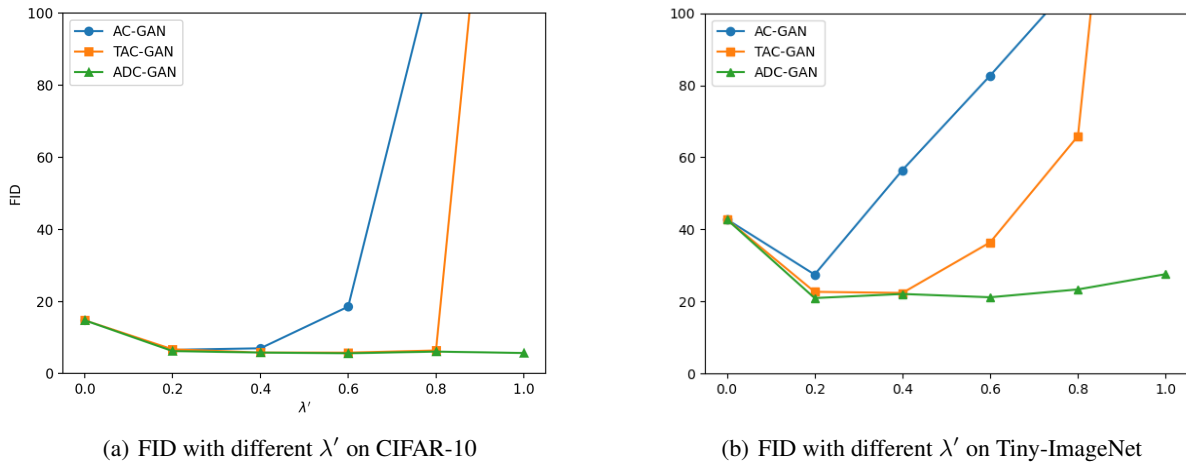 AC-GAN
TAC-GAN
ADC-GAN
100
80
60
40
20
0
FID
0.0 0.2 0.4 0.6 0.8 1.0
λ′
(a) FID with different λ′ on CIFAR-10
AC-GAN
TAC-GAN
ADC-GAN
100
80
60
40
20
0
0.0 0.2 0.4 0.6 0.8 1.0
(b) FID with different λ′ on Tiny-ImageNet